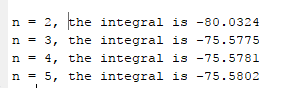 n = 2, the integral is -80.0324
n = 3, the integral is -75.5775
n = 4, the integral is -75.5781
n = 5, the integral is -75.5802